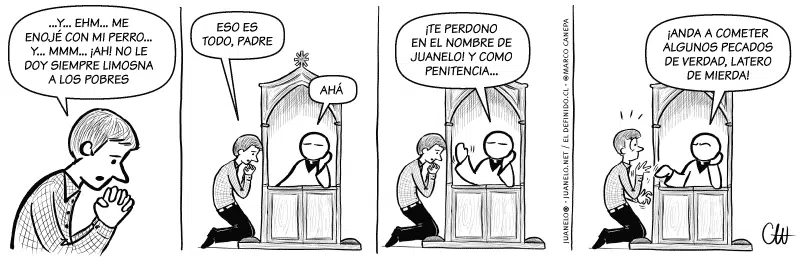 ...Y... EHM... ME
ENOJÉ CON MI PERRO...
Y... MMM... ¡AH! NO LE
DOY SIEMPRE LIMOSNA
A LOS POBRES
ESO ES
TODO, PADRE
AHÁ
¡TE PERDONO
EN EL NOMBRE DE
JUANELO! Y COMO
PENITENCIA...
JUANELO® - JUANELO.NET / EL DEFINIDO.CL - @MARCO CANEPA
¡ANDA A COMETER
ALGUNOS PECADOS
DE VERDAD, LATERO
DE MIERDA!